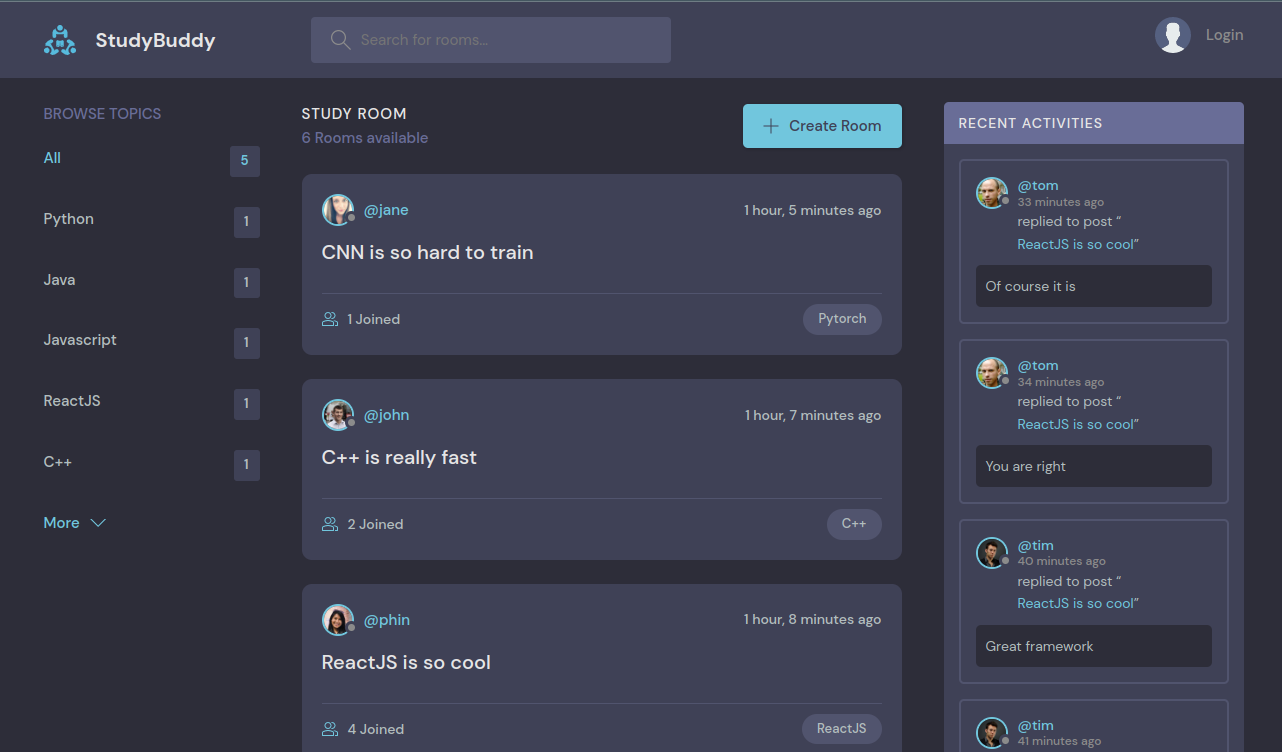 StudyBuddy
Search for rooms...
Login
BROWSE TOPICS
All
5
Python
1
Java
1
Javascript
1
ReactJS
1
C++
1
More
STUDY ROOM
6 Rooms available
Create Room
@jane
1 hour, 5 minutes ago
CNN is so hard to train
1 Joined
Pytorch
@john
1 hour, 7 minutes ago
C++ is really fast
2 Joined
C++
@phin
1 hour, 8 minutes ago
ReactJS is so cool
4 Joined
ReactJS
RECENT ACTIVITIES
@tom
33 minutes ago
replied to post “
ReactJS is so cool”
Of course it is
@tom
34 minutes ago
replied to post “
ReactJS is so cool”
You are right
@tim
40 minutes ago
replied to post “
ReactJS is so cool”
Great framework
@tim
41 minutes ago